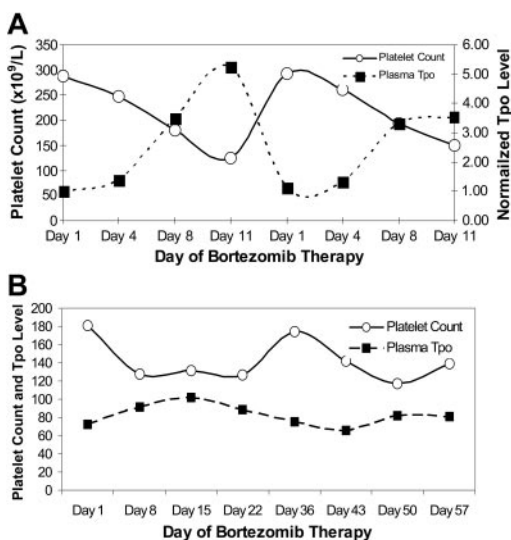 A
Platelet Count (x10⁹/L)
350
300
250
200
150
100
50
0
Platelet Count
Plasma Tpo
6.00
5.00
4.00
3.00
2.00
1.00
0.00
Normalized Tpo Level
Day 1 Day 4 Day 8 Day 11 Day 1 Day 4 Day 8 Day 11
Day of Bortezomib Therapy
B
Platelet Count and Tpo Level
200
180
160
140
120
100
80
60
40
20
0
Platelet Count
Plasma Tpo
Day 1 Day 8 Day 15 Day 22 Day 36 Day 43 Day 50 Day 57
Day of Bortezomib Therapy